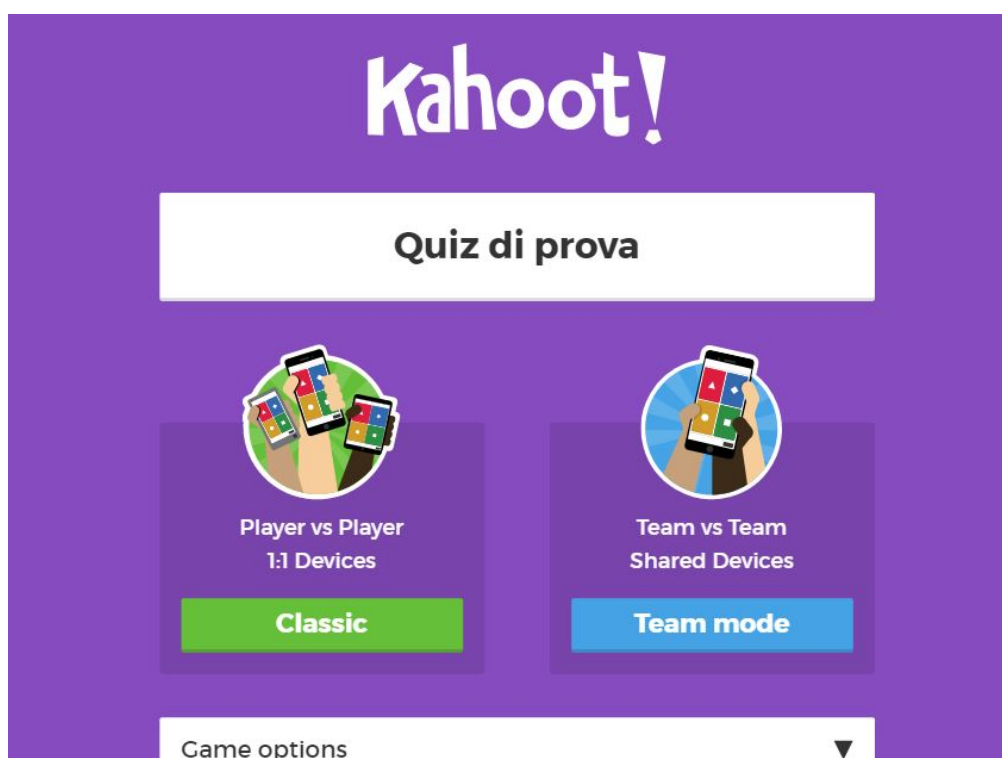 Kahoot!
Quiz di prova
Player vs Player
1:1 Devices
Classic
Team vs Team
Shared Devices
Team mode
Game options